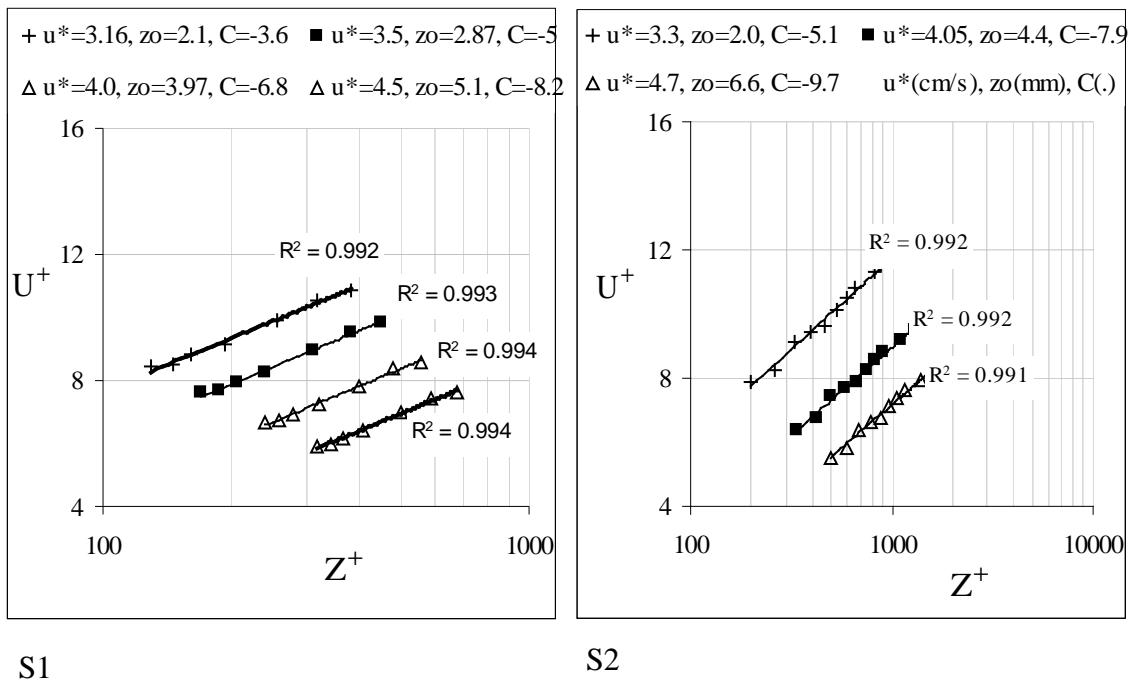 + u*=3.16, zo=2.1, C=-3.6 ■ u*=3.5, zo=2.87, C=-5
Δ u*=4.0, zo=3.97, C=-6.8 Δ u*=4.5, zo=5.1, C=-8.2
16
12
8
4
U⁺
R² = 0.992
R² = 0.993
R² = 0.994
R² = 0.994
100
1000
Z⁺
S1
+ u*=3.3, zo=2.0, C=-5.1 ■ u*=4.05, zo=4.4, C=-7.9
Δ u*=4.7, zo=6.6, C=-9.7 u*(cm/s), zo(mm), C(.)
16
12
8
4
U⁺
R² = 0.992
R² = 0.992
R² = 0.991
100
1000
10000
Z⁺
S2